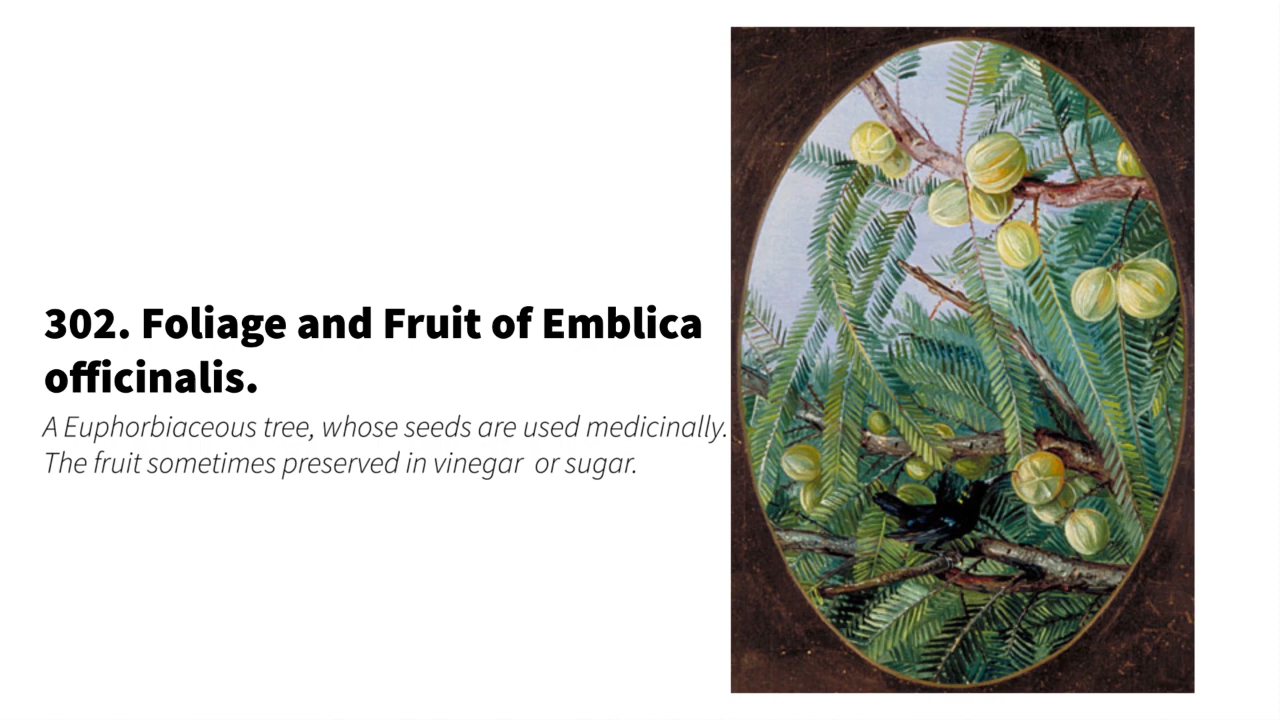 302. Foliage and Fruit of Emblica
officinalis.
A Euphorbiaceous tree, whose seeds are used medicinally.
The fruit sometimes preserved in vinegar  or sugar.